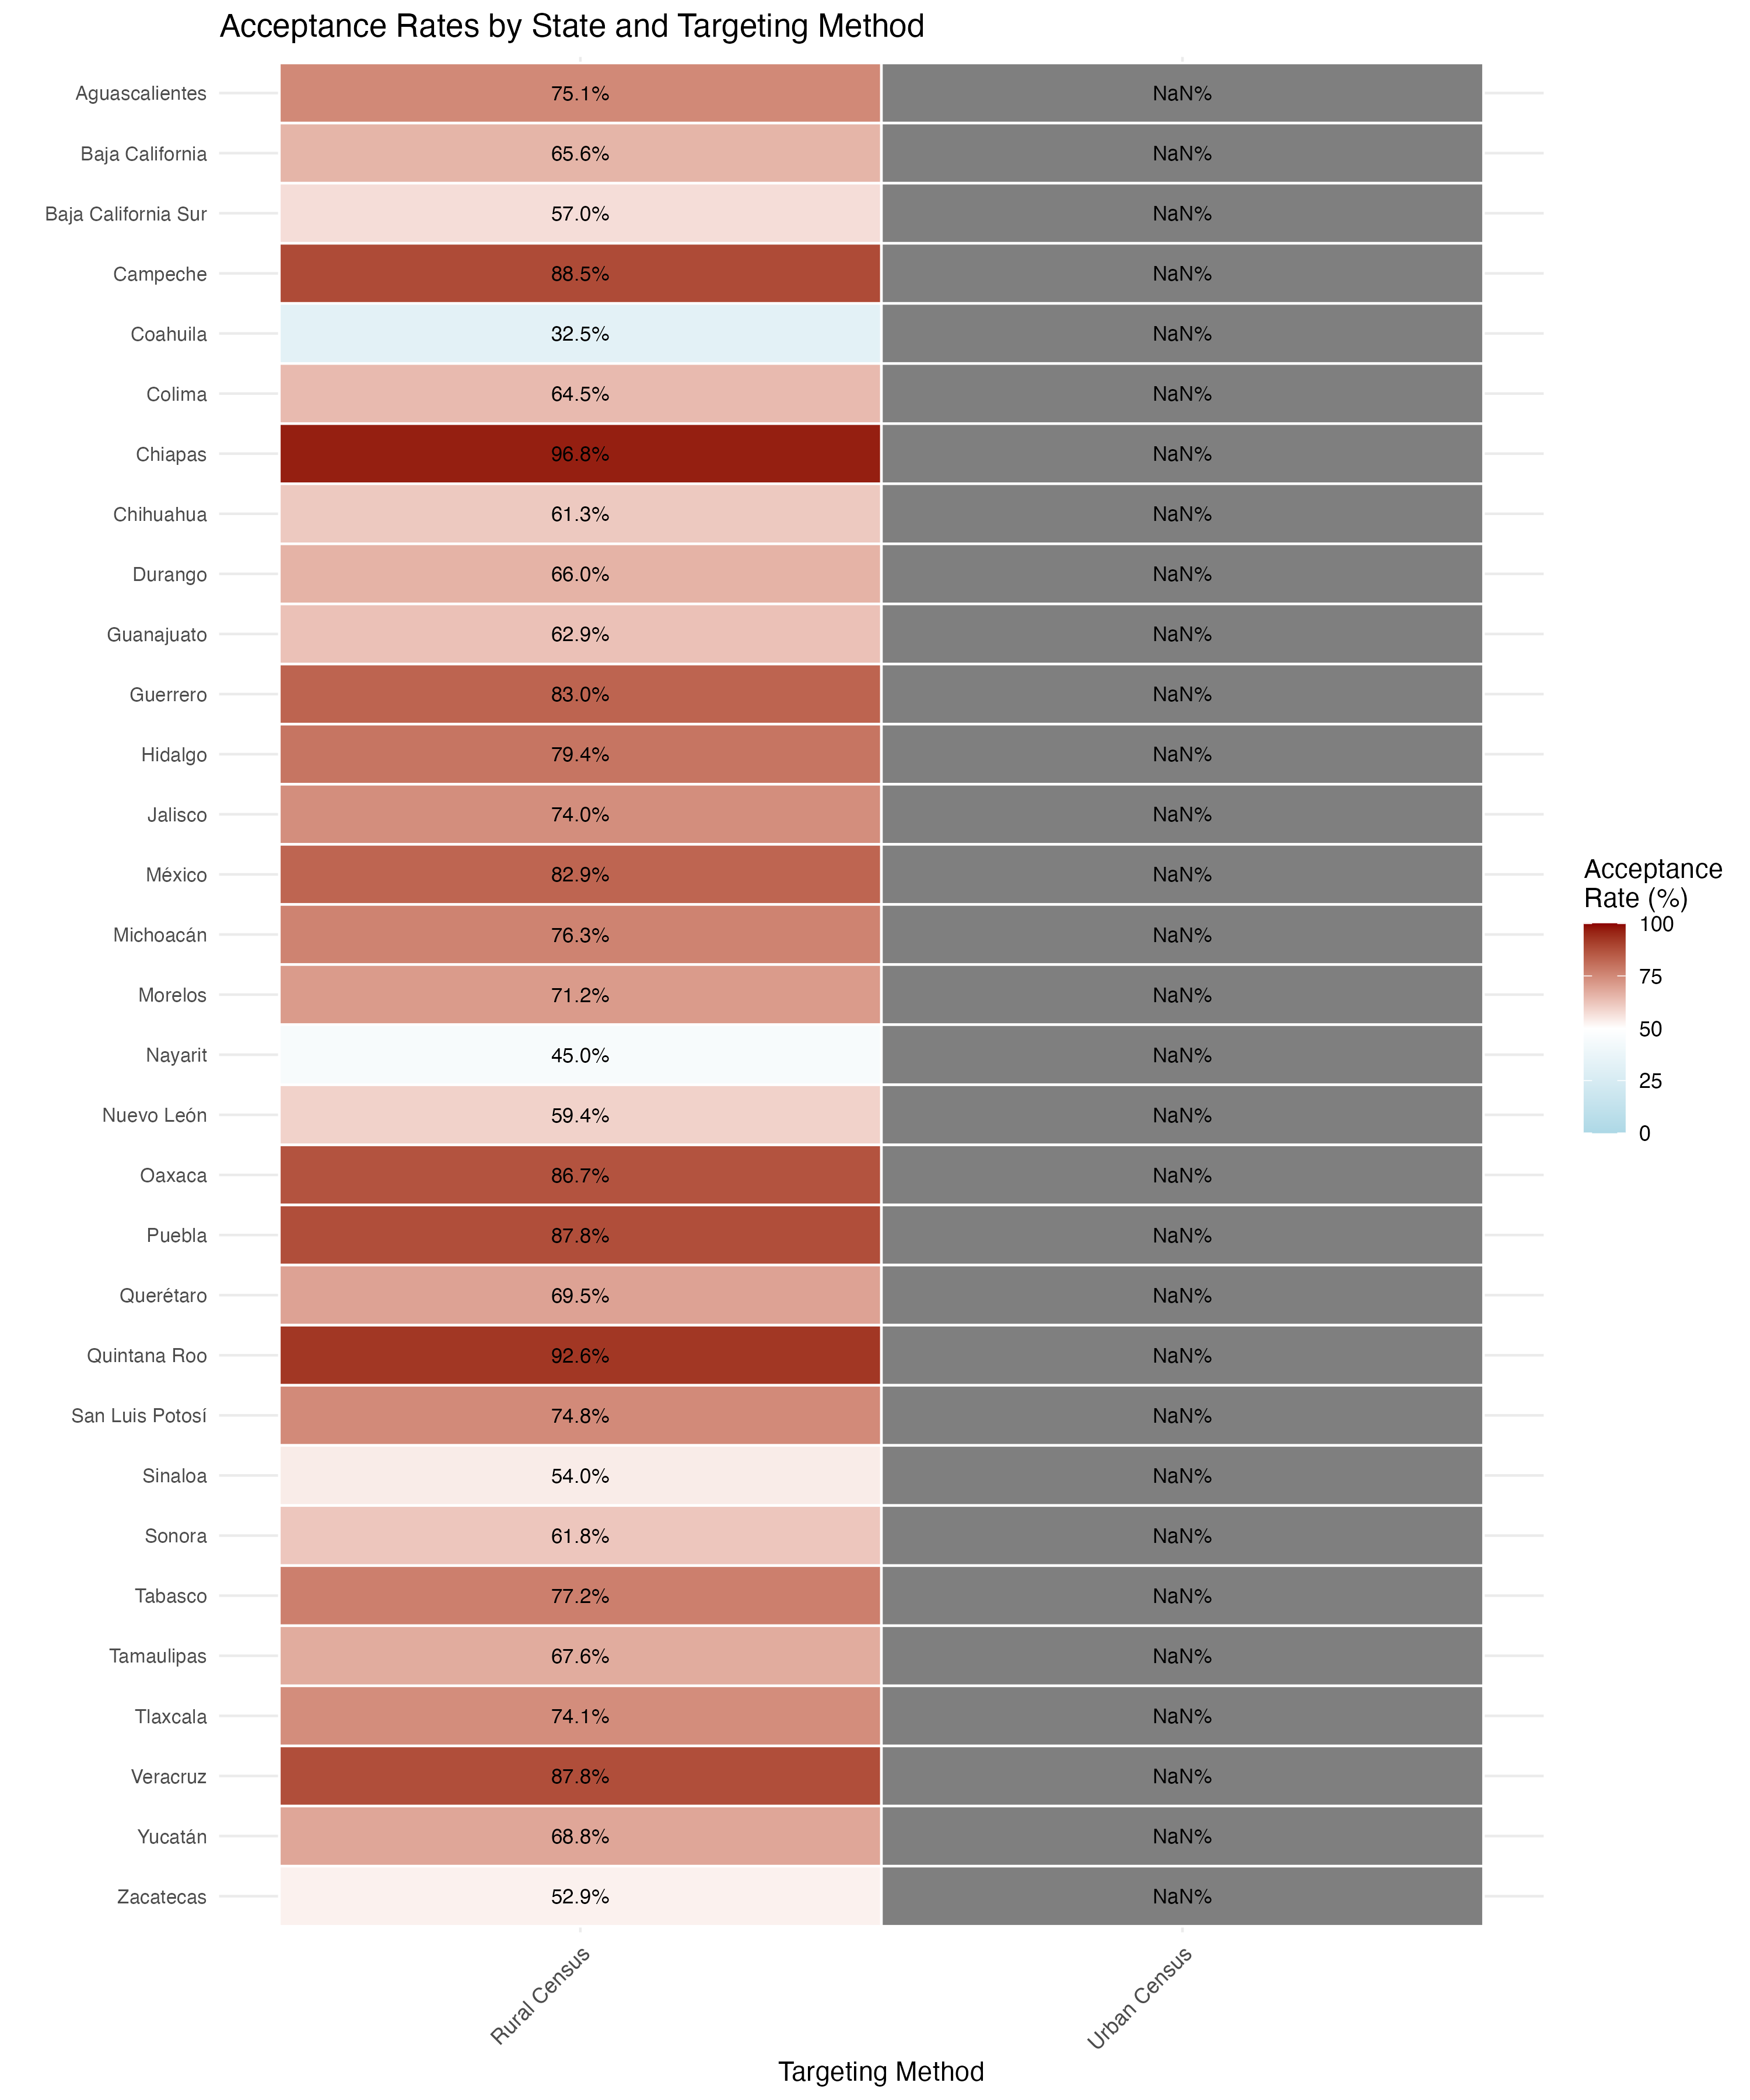 Acceptance Rates by State and Targeting Method
Aguascalientes 75.1% NaN%
Baja California 65.6% NaN%
Baja California Sur 57.0% NaN%
Campeche 88.5% NaN%
Coahuila 32.5% NaN%
Colima 64.5% NaN%
Chiapas 96.8% NaN%
Chihuahua 61.3% NaN%
Durango 66.0% NaN%
Guanajuato 62.9% NaN%
Guerrero 83.0% NaN%
Hidalgo 79.4% NaN%
Jalisco 74.0% NaN%
México 82.9% NaN%
Michoacán 76.3% NaN%
Morelos 71.2% NaN%
Nayarit 45.0% NaN%
Nuevo León 59.4% NaN%
Oaxaca 86.7% NaN%
Puebla 87.8% NaN%
Querétaro 69.5% NaN%
Quintana Roo 92.6% NaN%
San Luis Potosí 74.8% NaN%
Sinaloa 54.0% NaN%
Sonora 61.8% NaN%
Tabasco 77.2% NaN%
Tamaulipas 67.6% NaN%
Tlaxcala 74.1% NaN%
Veracruz 87.8% NaN%
Yucatán 68.8% NaN%
Zacatecas 52.9% NaN%
Rural Census
Urban Census
Targeting Method
Acceptance
Rate (%)
100
75
50
25
0